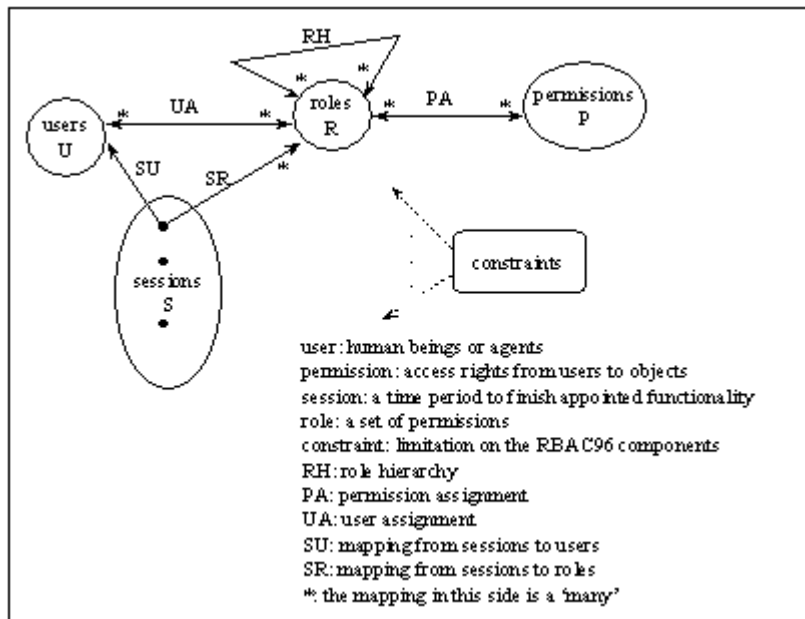 RH
* *
roles
R
* UA *
* PA *
permissions
P
users
U
SU
SR
*
sessions
S
constraints
user: human beings or agents
permission: access rights from users to objects
session: a time period to finish appointed functionality
role: a set of permissions
constraint: limitation on the RBAC96 components
RH: role hierarchy
PA: permission assignment
UA: user assignment
SU: mapping from sessions to users
SR: mapping from sessions to roles
*: the mapping in this side is a 'many'